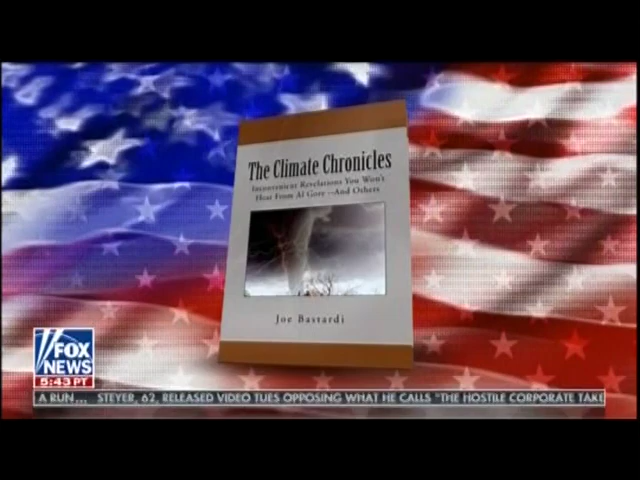 The Climate Chronicles
Inconvenient Revelations You Won't
Hear From Al Gore--And Others
Joe Bastardi
FOX
NEWS
5:43 PT
A RUN... STEYER, 62, RELEASED VIDEO TUES OPPOSING WHAT HE CALLS "THE HOSTILE CORPORATE TAKE